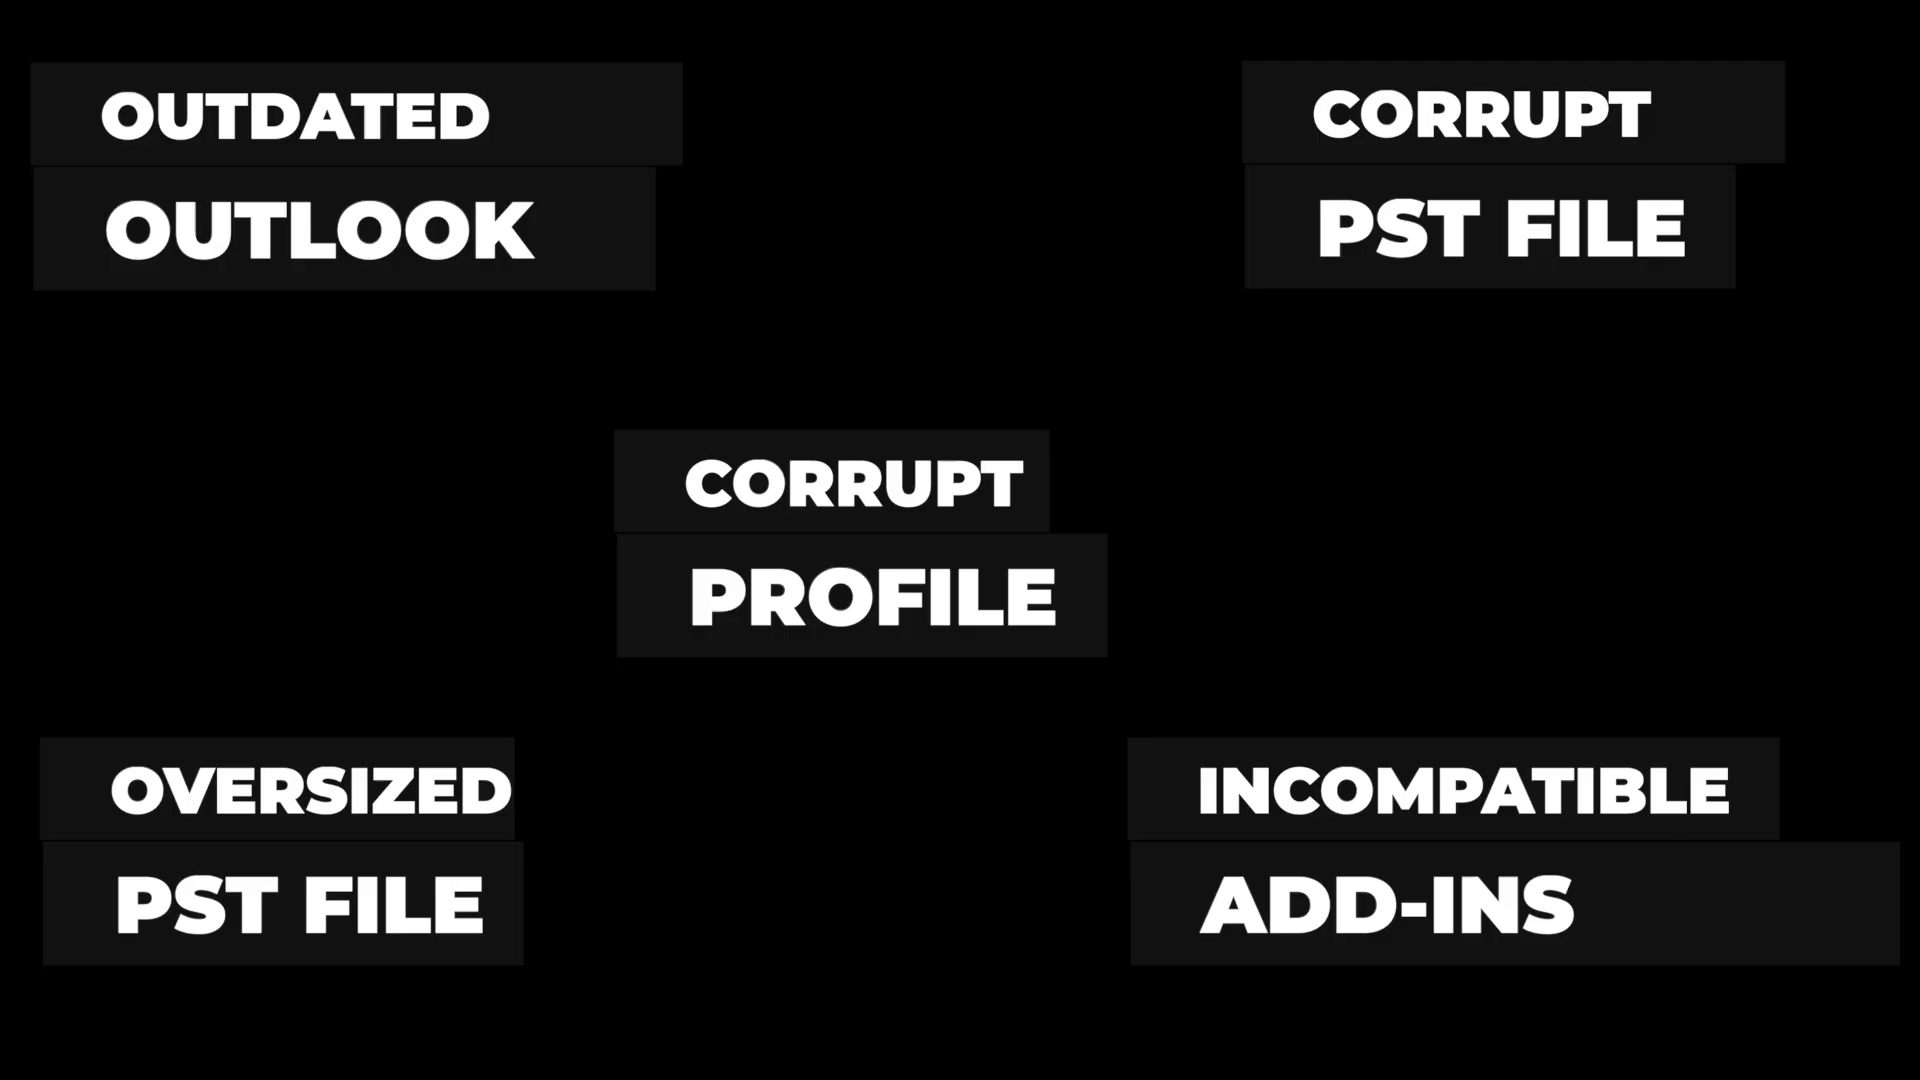 OUTDATED
OUTLOOK
CORRUPT
PST FILE
CORRUPT
PROFILE
OVERSIZED
PST FILE
INCOMPATIBLE
ADD-INS